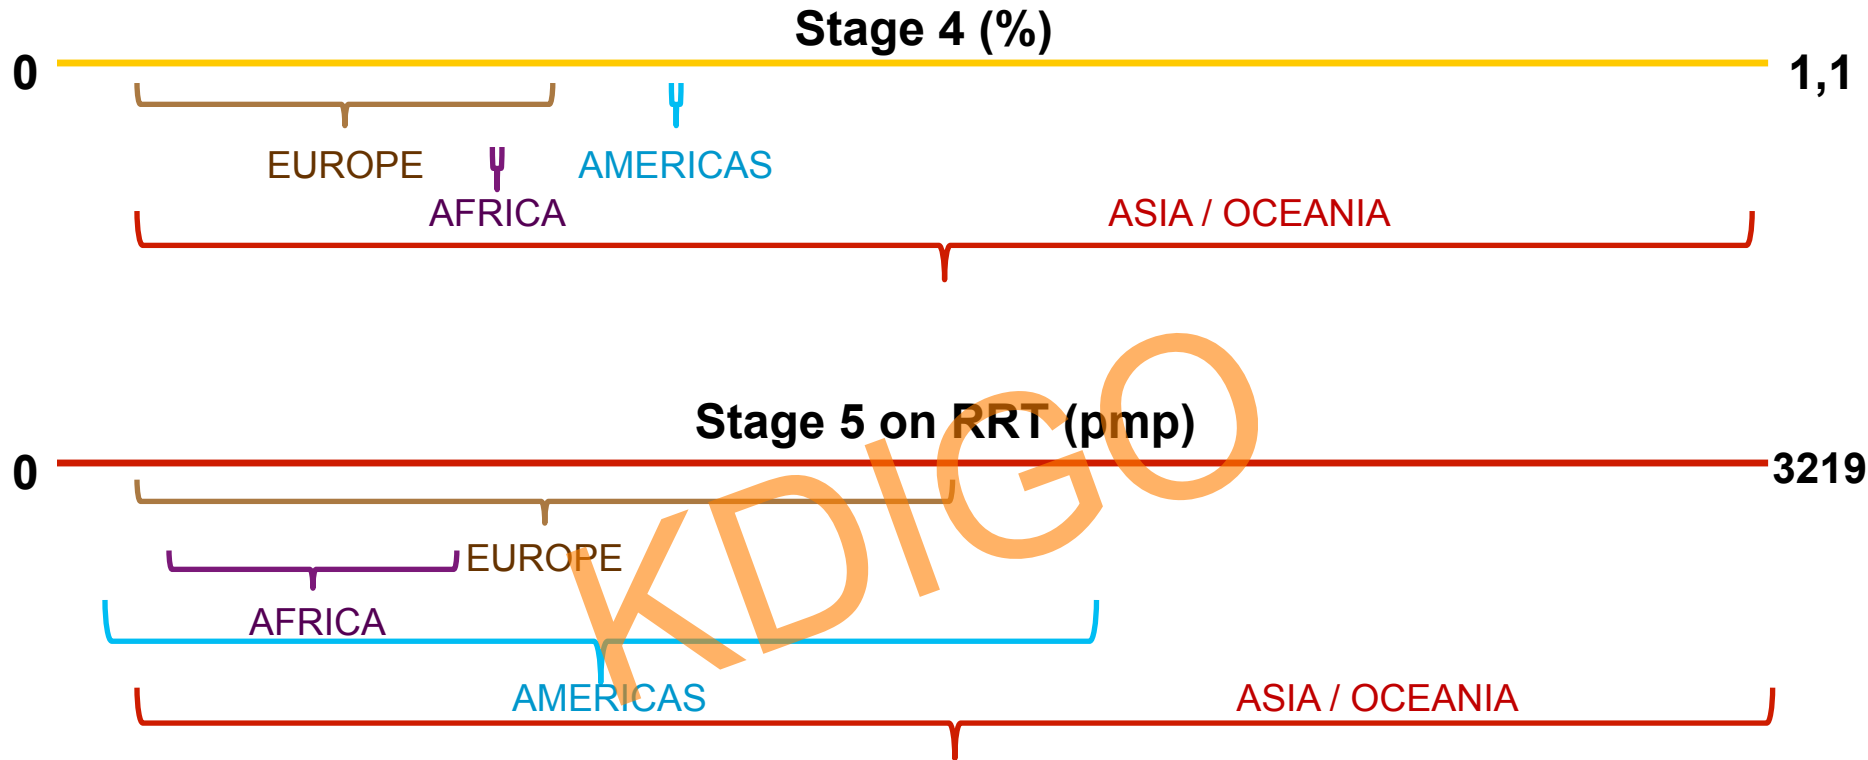 Stage 4 (%)
0 1,1
EUROPE AMERICAS
AFRICA ASIA / OCEANIA
Stage 5 on RRT (pmp)
0 3219
EUROPE
AFRICA
AMERICAS ASIA / OCEANIA
KDIGO